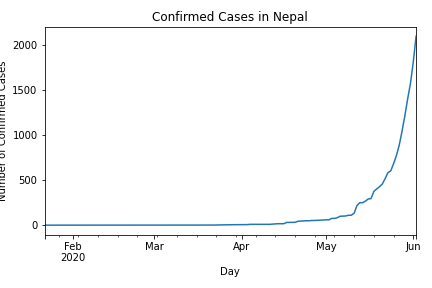 Confirmed Cases in Nepal
Number of Confirmed Cases
2000
1500
1000
500
0
Feb
2020
Mar
Apr
May
Jun
Day